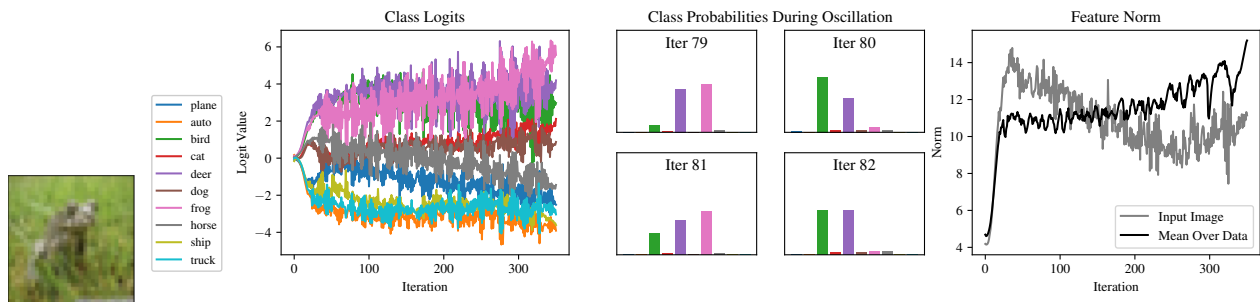 plane
auto
bird
cat
deer
dog
frog
horse
ship
truck
Class Logits
Logit Value
6
4
2
0
−2
−4
0 100 200 300
Iteration
Class Probabilities During Oscillation
Iter 79 Iter 80
Iter 81 Iter 82
Feature Norm
Norm
14
12
10
8
6
4
0 100 200 300
Iteration
Input Image
Mean Over Data